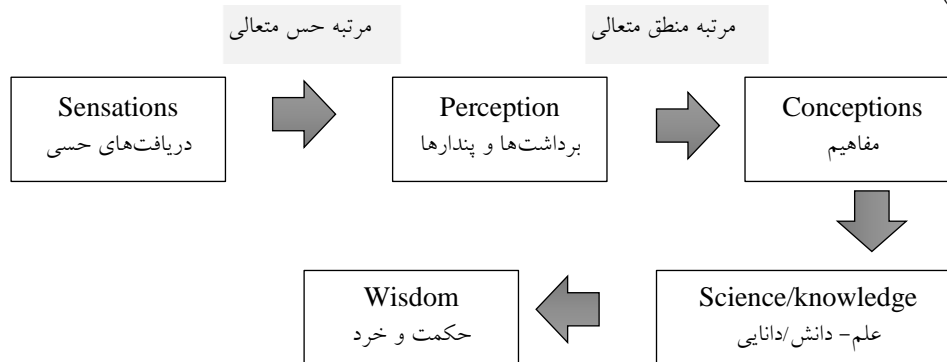 مرتبه حس متعالی
مرتبه منطق متعالی
Sensations
دریافت‌های حسی
Perception
برداشت‌ها و پندارها
Conceptions
مفاهیم
Science/knowledge
علم- دانش/دانایی
Wisdom
حکمت و خرد